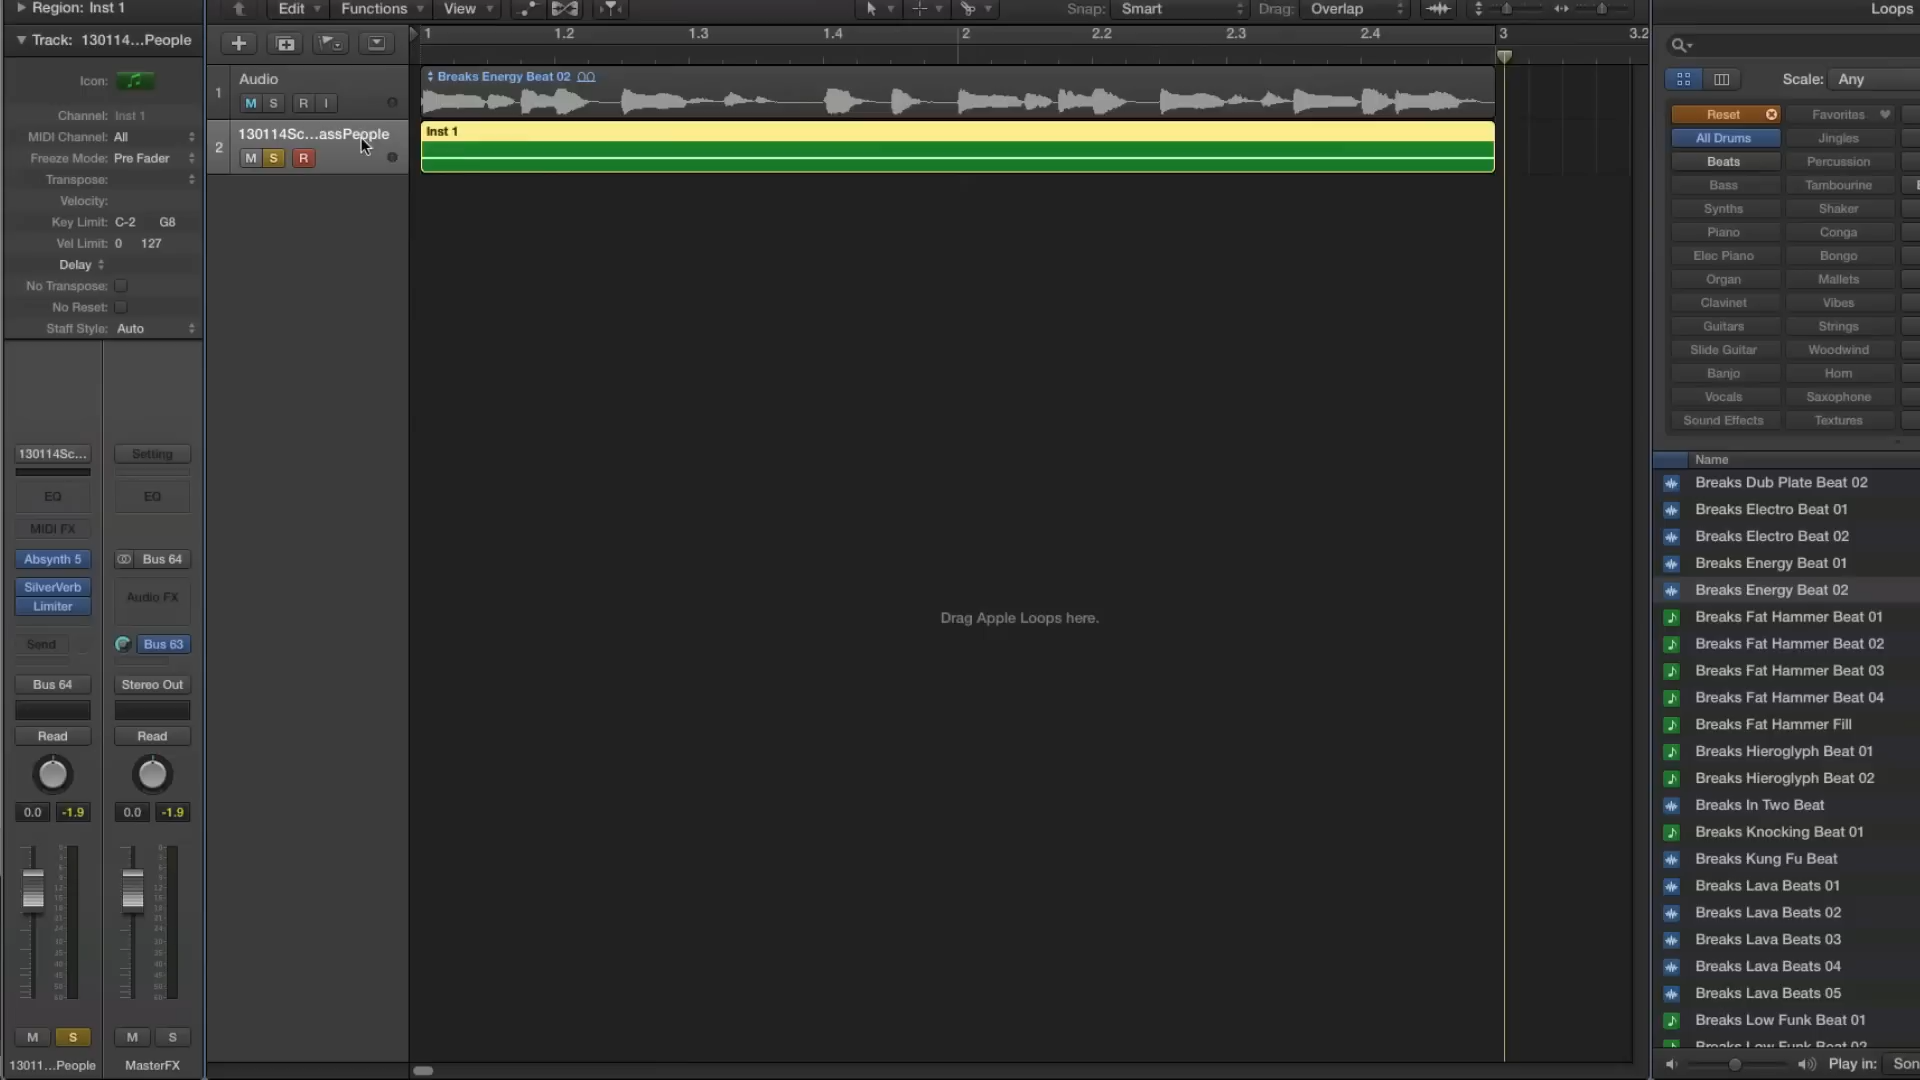 Region: Inst 1
Edit
Functions
View
Snap: Smart
Drag: Overlap
Loops
Track: 130114...People
1
1.2
1.3
1.4
2
2.2
2.3
2.4
3
3.2
Icon:
Channel: Inst 1
MIDI Channel: All
Freeze Mode: Pre Fader
Transpose:
Velocity:
Key Limit: C-2 G8
Vel Limit: 0 127
Delay
No Transpose:
No Reset:
Staff Style: Auto
1
Audio
M S R I
2
130114Sc...assPeople
M S R
Breaks Energy Beat 02
Inst 1
Drag Apple Loops here.
130114Sc...
Setting
EQ
EQ
MIDI FX
Absynth 5
Bus 64
SilverVerb
Limiter
Audio FX
Send
Bus 63
Bus 64
Stereo Out
Read
Read
0.0 -1.9
0.0 -1.9
M S
M S
13011...People
MasterFX
Scale: Any
Reset
Favorites
All Drums
Jingles
Beats
Percussion
Bass
Tambourine
Synths
Shaker
Piano
Conga
Elec Piano
Bongo
Organ
Mallets
Clavinet
Vibes
Guitars
Strings
Slide Guitar
Woodwind
Banjo
Horn
Vocals
Saxophone
Sound Effects
Textures
Name
Breaks Dub Plate Beat 02
Breaks Electro Beat 01
Breaks Electro Beat 02
Breaks Energy Beat 01
Breaks Energy Beat 02
Breaks Fat Hammer Beat 01
Breaks Fat Hammer Beat 02
Breaks Fat Hammer Beat 03
Breaks Fat Hammer Beat 04
Breaks Fat Hammer Fill
Breaks Hieroglyph Beat 01
Breaks Hieroglyph Beat 02
Breaks In Two Beat
Breaks Knocking Beat 01
Breaks Kung Fu Beat
Breaks Lava Beats 01
Breaks Lava Beats 02
Breaks Lava Beats 03
Breaks Lava Beats 04
Breaks Lava Beats 05
Breaks Low Funk Beat 01
Breaks Low Funk Beat 02
Play in: Son